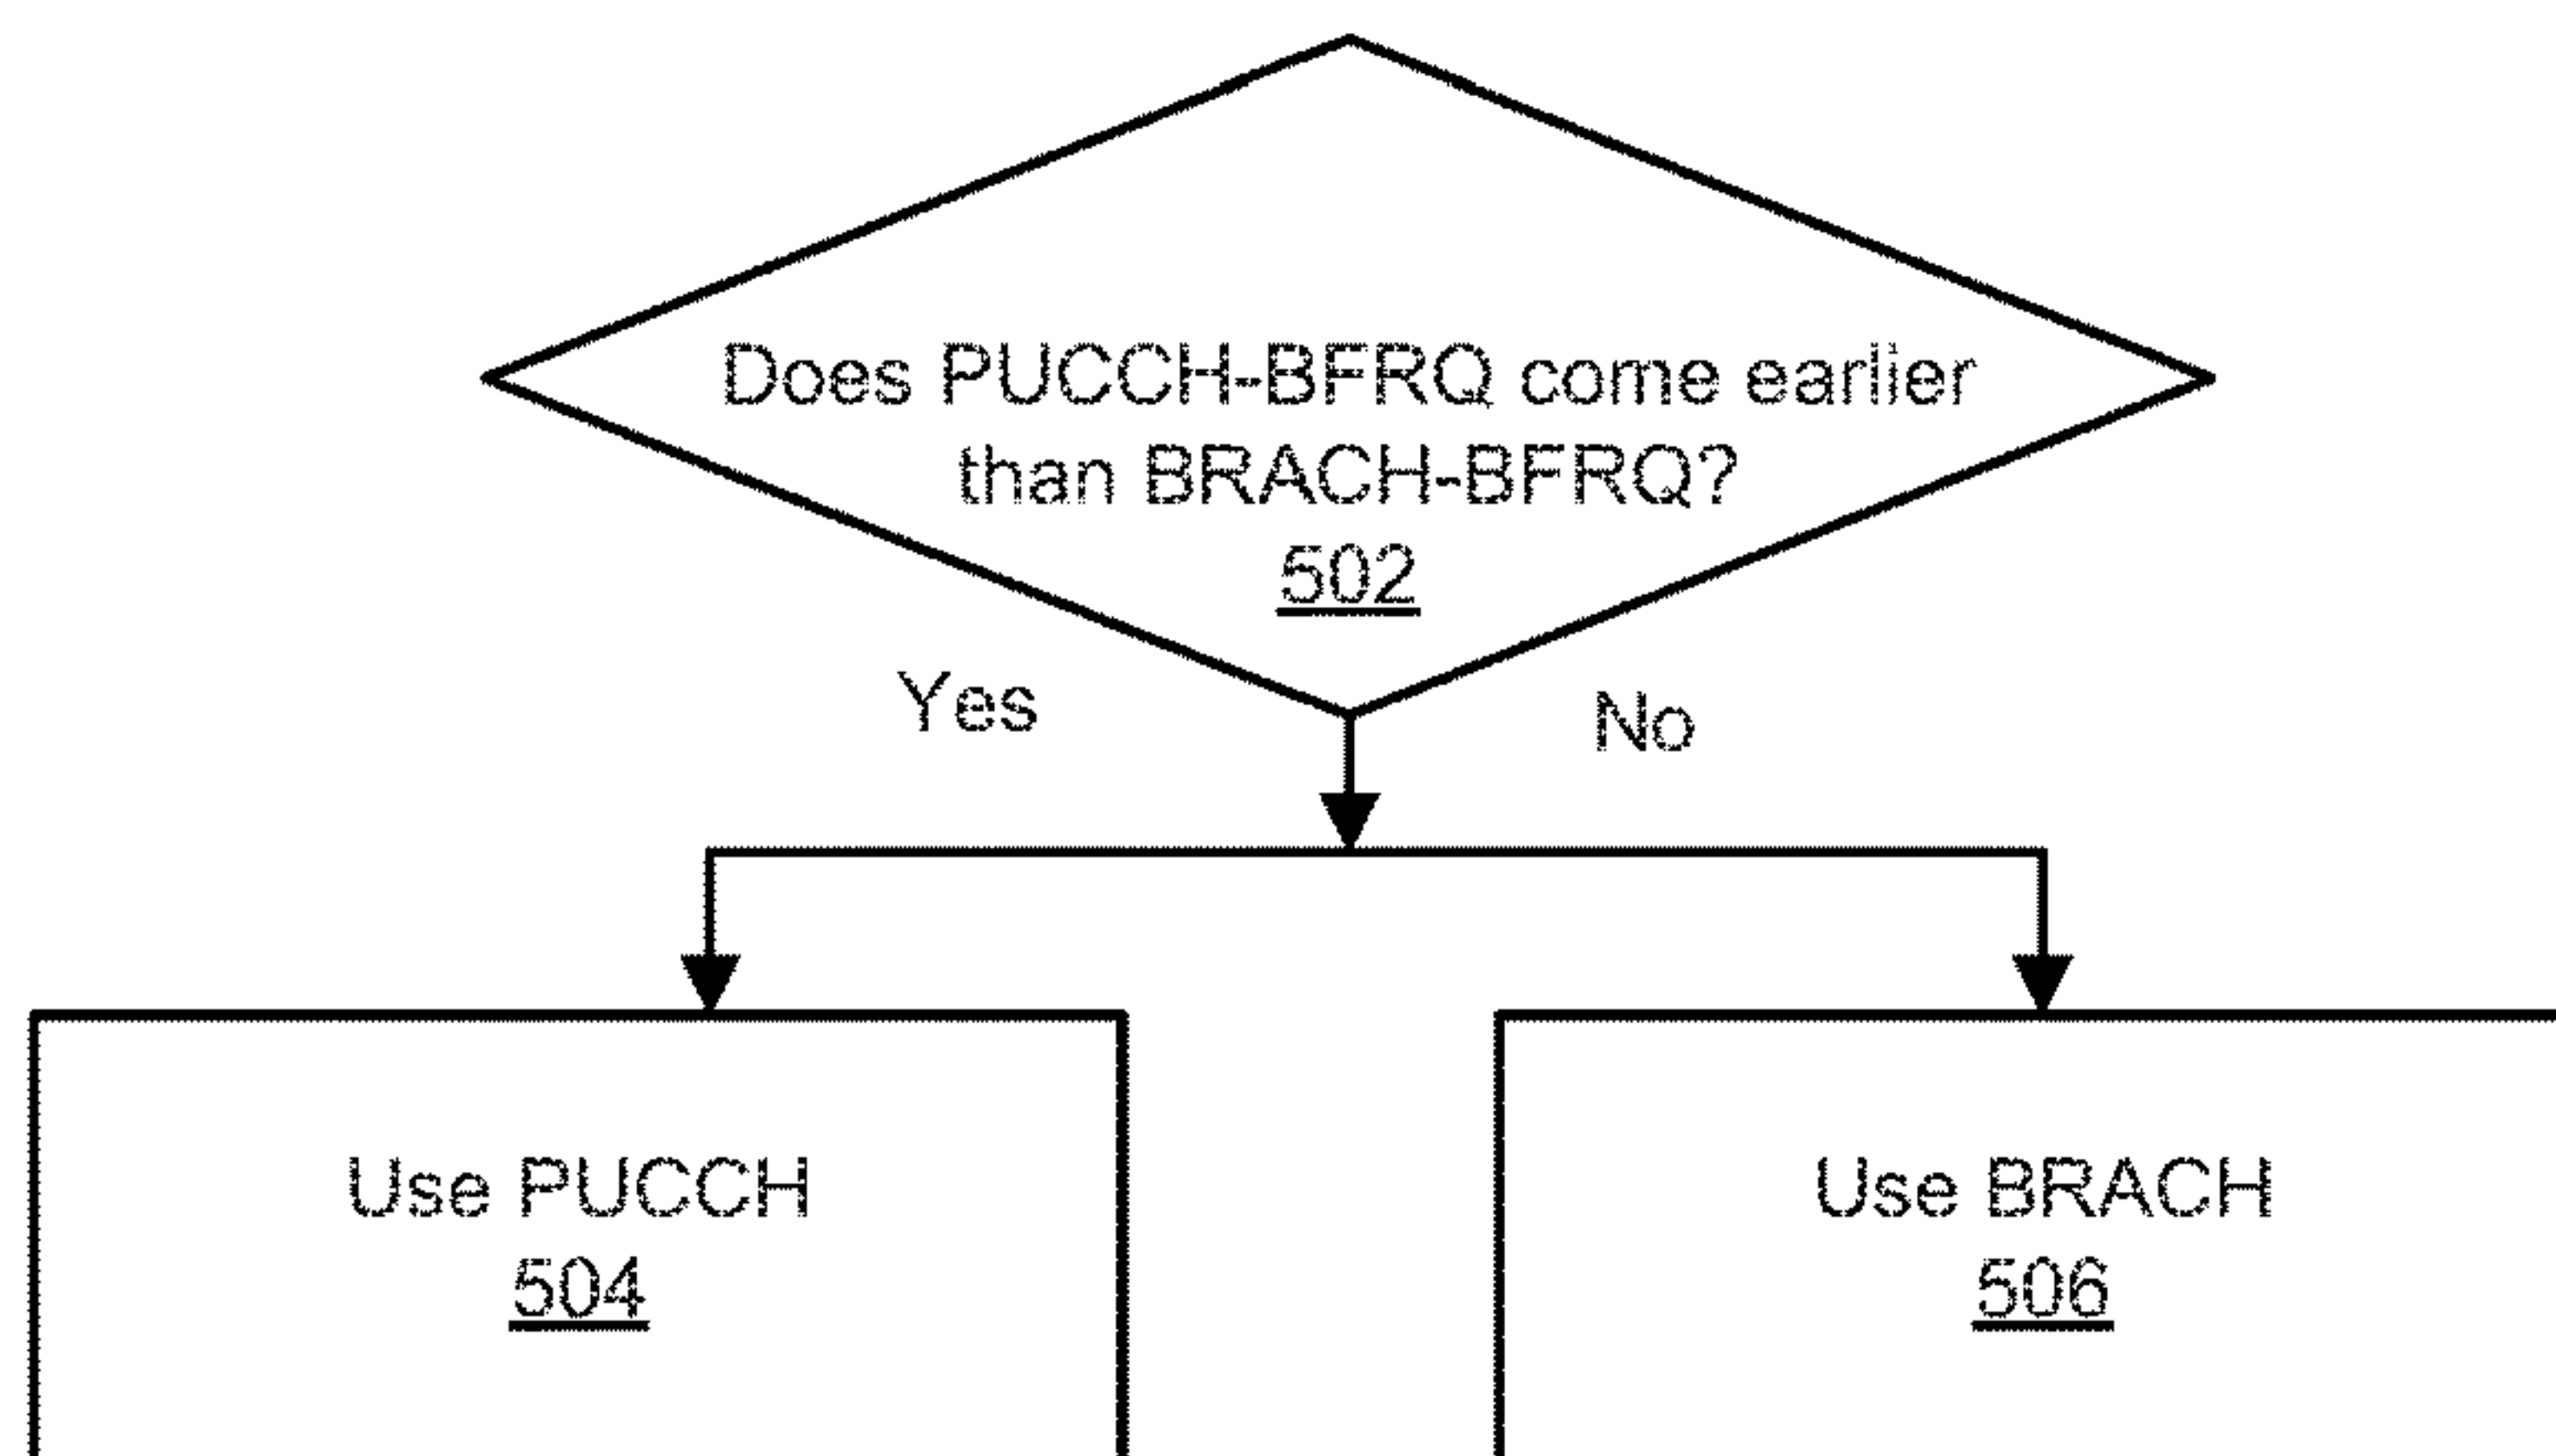 Does PUCCH-BFRQ come earlier
than BRACH-BFRQ?
502
Yes
No
Use PUCCH
504
Use BRACH
506